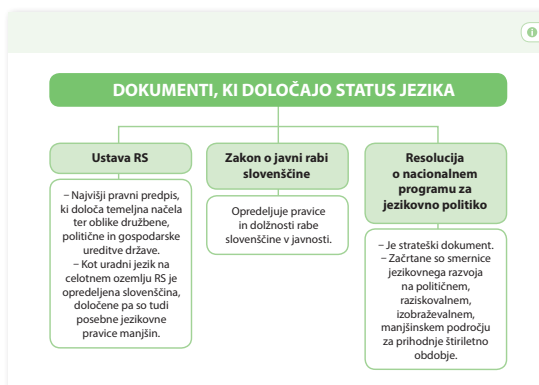 DOKUMENTI, KI DOLOČAJO STATUS JEZIKA
Ustava RS
– Najvišji pravni predpis,
ki določa temeljna načela
ter oblike družbene,
politične in gospodarske
ureditve države.
– Kot uradni jezik na
celotnem ozemlju RS je
opredeljena slovenščina,
določene pa so tudi
posebne jezikovne
pravice manjšin.
Zakon o javni rabi
slovenščine
Opredeljuje pravice
in dolžnosti rabe
slovenščine v javnosti.
Resolucija
o nacionalnem
programu za
jezikovno politiko
– Je strateški dokument.
– Začrtane so smernice
jezikovnega razvoja
na političnem,
raziskovalnem,
izobraževalnem,
manjšinskem področju
za prihodnje štiriletno
obdobje.